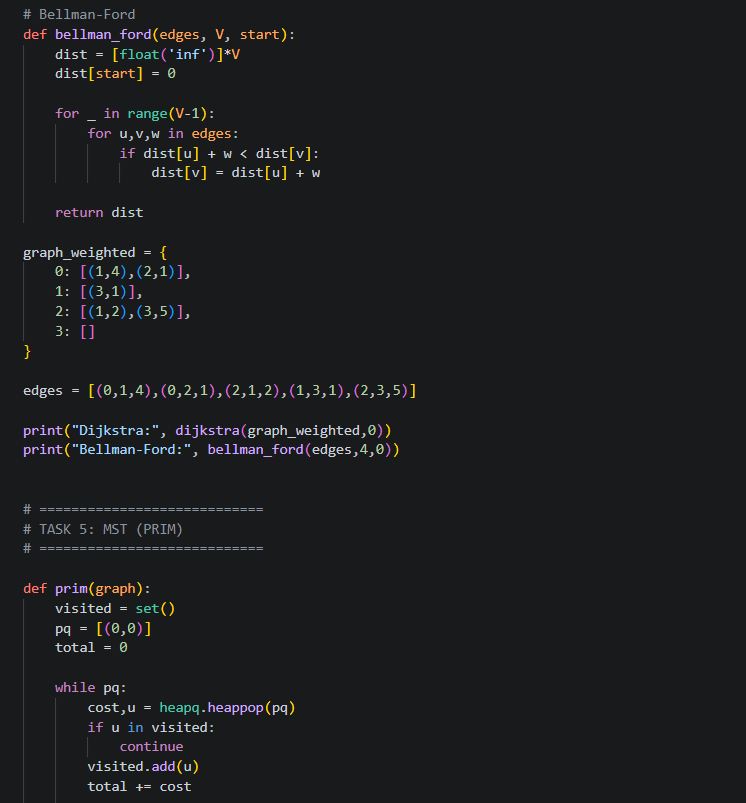 # Bellman-Ford
def bellman_ford(edges, V, start):
    dist = [float('inf')]*V
    dist[start] = 0

    for _ in range(V-1):
        for u,v,w in edges:
            if dist[u] + w < dist[v]:
                dist[v] = dist[u] + w

    return dist

graph_weighted = {
    0: [(1,4),(2,1)],
    1: [(3,1)],
    2: [(1,2),(3,5)],
    3: []
}

edges = [(0,1,4),(0,2,1),(2,1,2),(1,3,1),(2,3,5)]

print("Dijkstra:", dijkstra(graph_weighted,0))
print("Bellman-Ford:", bellman_ford(edges,4,0))


# ============================
# TASK 5: MST (PRIM)
# ============================

def prim(graph):
    visited = set()
    pq = [(0,0)]
    total = 0

    while pq:
        cost,u = heapq.heappop(pq)
        if u in visited:
            continue
        visited.add(u)
        total += cost